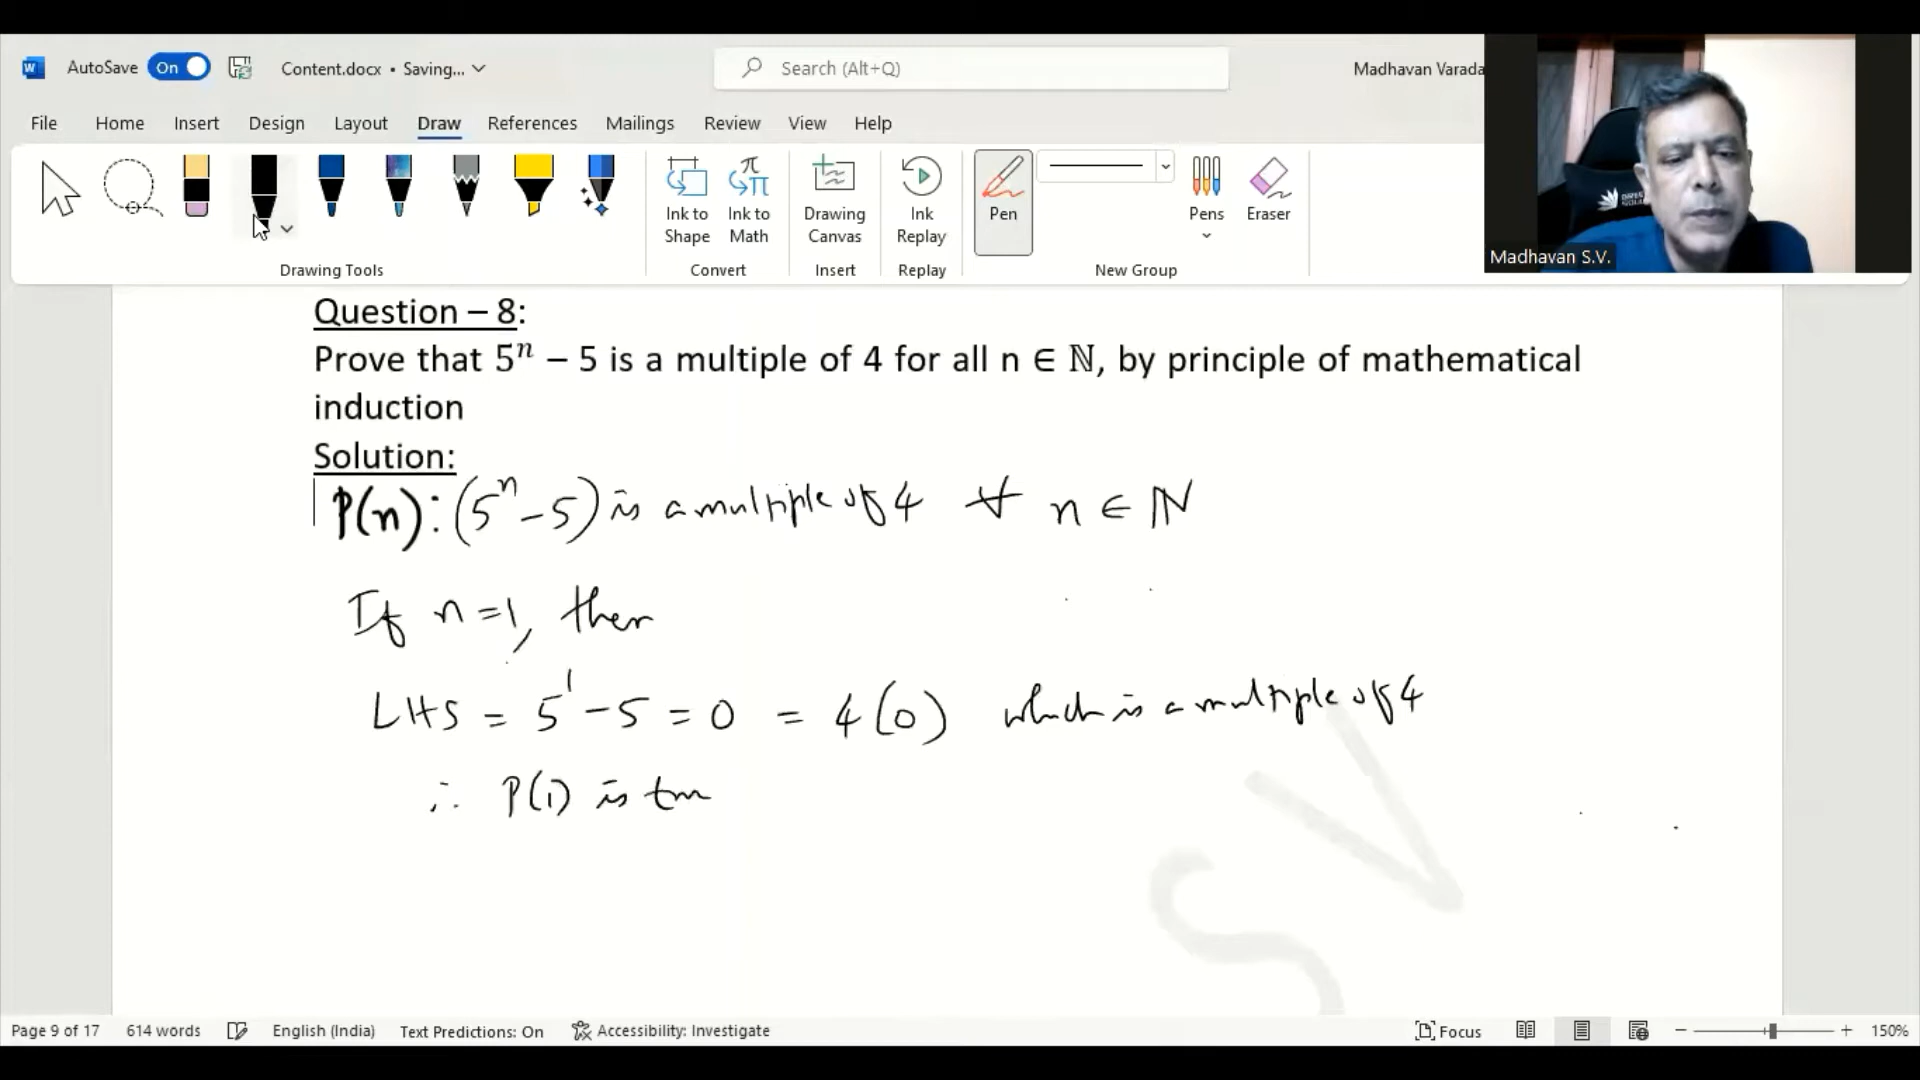 AutoSave On Content.docx • Saving... Search (Alt+Q) Madhavan Varada
File Home Insert Design Layout Draw References Mailings Review View Help
Ink to Shape Ink to Math Drawing Canvas Ink Replay Pen Pens Eraser
Drawing Tools Convert Insert Replay New Group
Madhavan S.V.
Question – 8:
Prove that 5ⁿ – 5 is a multiple of 4 for all n ∈ ℕ, by principle of mathematical
induction
Solution:
P(n): (5ⁿ - 5) is a multiple of 4 ∀ n ∈ ℕ
If n = 1, then
LHS = 5¹ - 5 = 0 = 4(0) which is a multiple of 4
∴ P(1) is true
SV
Page 9 of 17 614 words English (India) Text Predictions: On Accessibility: Investigate Focus 150%